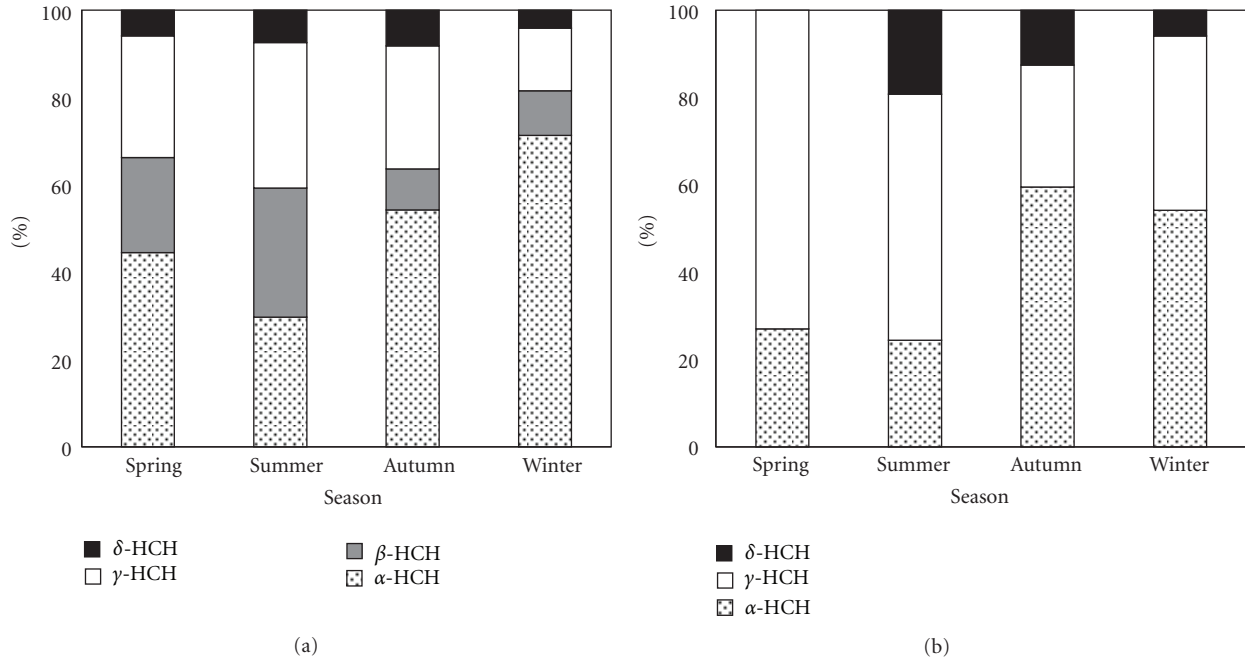 100
80
60
40
20
0
(%)
Spring Summer Autumn Winter
Season
δ-HCH
γ-HCH
β-HCH
α-HCH
(a)
100
80
60
40
20
0
(%)
Spring Summer Autumn Winter
Season
δ-HCH
γ-HCH
α-HCH
(b)